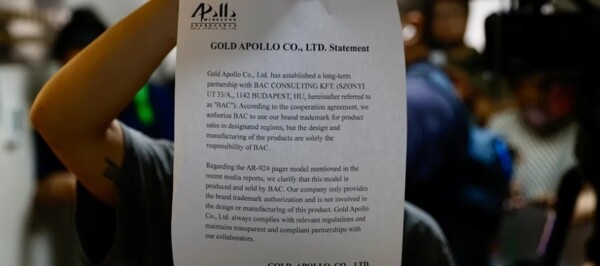 Apollo
WIRELESS
GOLD APOLLO CO., LTD. Statement
Gold Apollo Co., Ltd. has established a long-term
partnership with BAC CONSULTING KFT. (SZONYI
UT 33/A., 1142 BUDAPEST, HU, hereinafter referred to
as "BAC"). According to the cooperation agreement, we
authorize BAC to use our brand trademark for product
sales in designated regions, but the design and
manufacturing of the products are solely the
responsibility of BAC.
Regarding the AR-924 pager model mentioned in the
recent media reports, we clarify that this model is
produced and sold by BAC. Our company only provides
the brand trademark authorization and is not involved in
the design or manufacturing of this product. Gold Apollo
Co., Ltd. always complies with relevant regulations and
maintains transparent and compliant partnerships with
our collaborators.
GOLD APOLLO CO., LTD